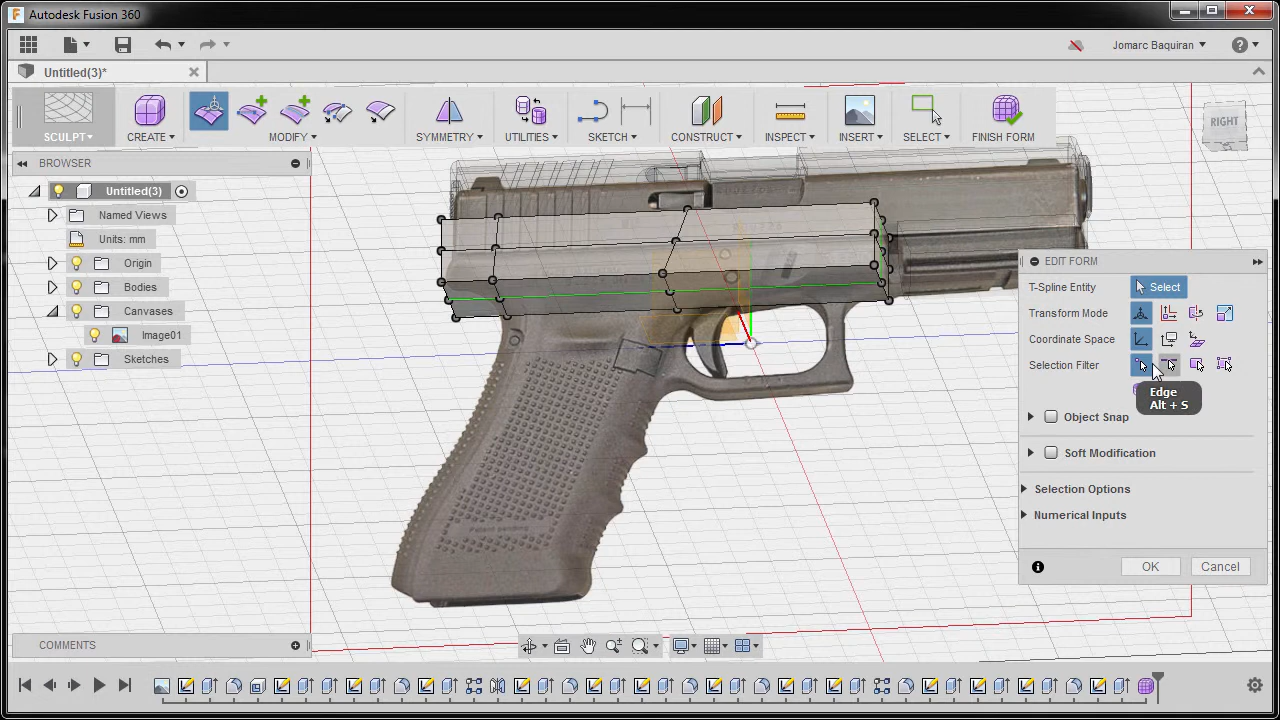 Autodesk Fusion 360
Jomarc Baquiran
Untitled(3)*
SCULPT
CREATE
MODIFY
SYMMETRY
UTILITIES
SKETCH
CONSTRUCT
INSPECT
INSERT
SELECT
FINISH FORM
RIGHT
BROWSER
Untitled(3)
Named Views
Units: mm
Origin
Bodies
Canvases
Image01
Sketches
EDIT FORM
T-Spline Entity
Select
Transform Mode
Coordinate Space
Selection Filter
Edge
Alt + S
Object Snap
Soft Modification
Selection Options
Numerical Inputs
OK
Cancel
COMMENTS